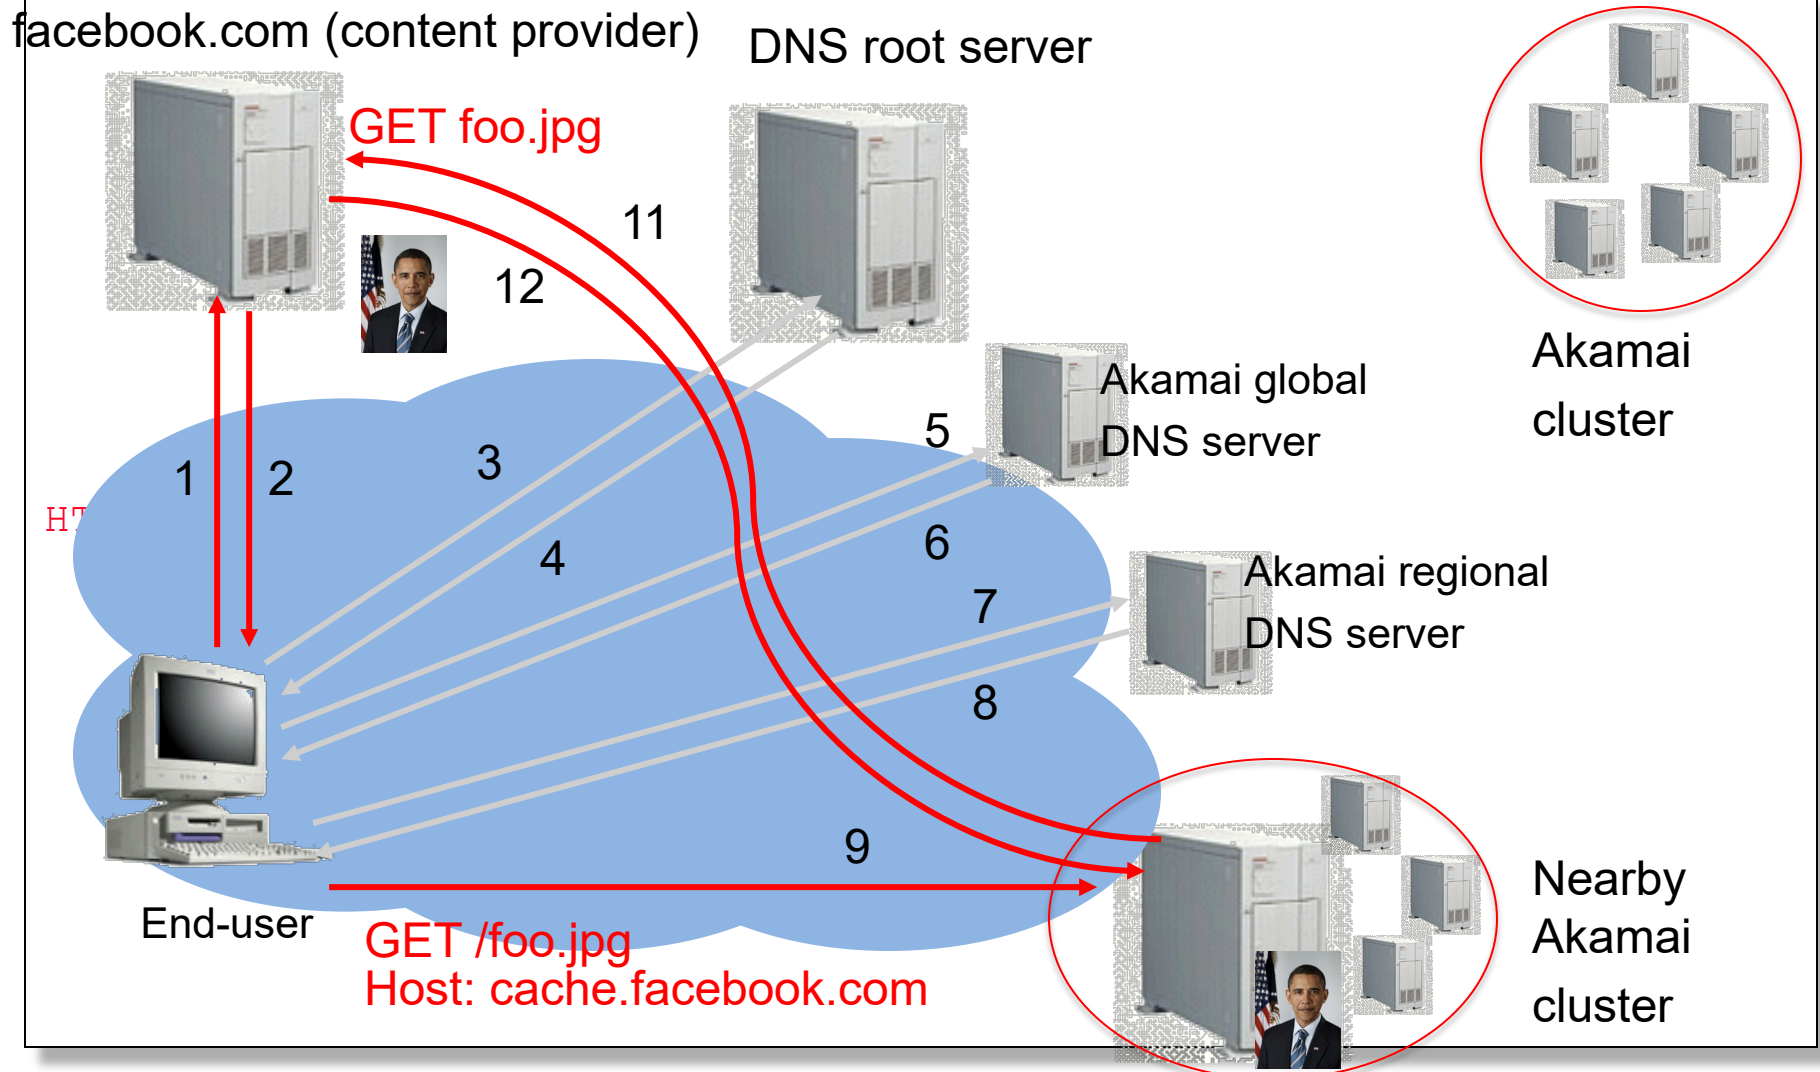 facebook.com (content provider)
DNS root server
GET foo.jpg
11
12
Akamai
cluster
Akamai global
DNS server
5
3
1
2
HT
4
6
Akamai regional
DNS server
7
8
9
End-user
GET /foo.jpg
Host: cache.facebook.com
Nearby
Akamai
cluster